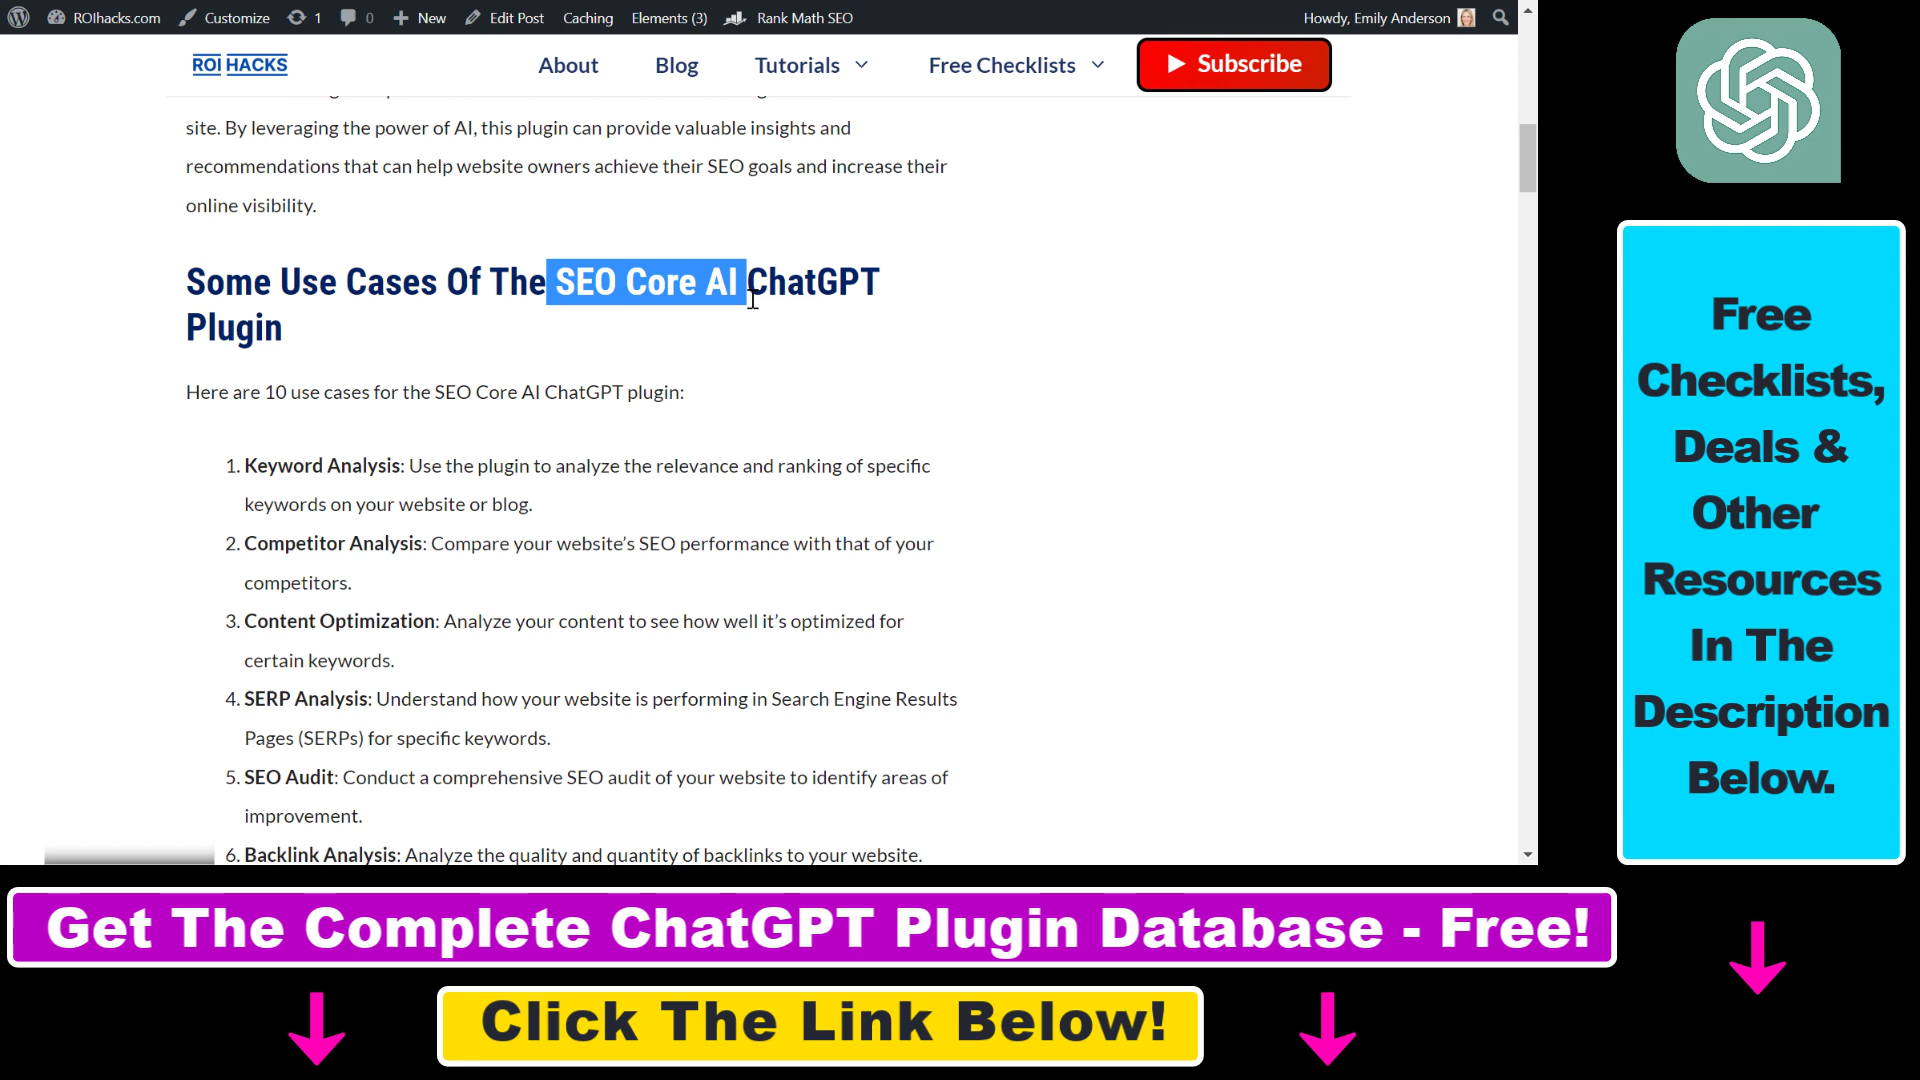 ROIhacks.com Customize 1 0 New Edit Post Caching Elements (3) Rank Math SEO Howdy, Emily Anderson
ROI HACKS About Blog Tutorials Free Checklists Subscribe
site. By leveraging the power of AI, this plugin can provide valuable insights and
recommendations that can help website owners achieve their SEO goals and increase their
online visibility.
Some Use Cases Of The SEO Core AI ChatGPT
Plugin
Here are 10 use cases for the SEO Core AI ChatGPT plugin:
1. Keyword Analysis: Use the plugin to analyze the relevance and ranking of specific
keywords on your website or blog.
2. Competitor Analysis: Compare your website’s SEO performance with that of your
competitors.
3. Content Optimization: Analyze your content to see how well it’s optimized for
certain keywords.
4. SERP Analysis: Understand how your website is performing in Search Engine Results
Pages (SERPs) for specific keywords.
5. SEO Audit: Conduct a comprehensive SEO audit of your website to identify areas of
improvement.
6. Backlink Analysis: Analyze the quality and quantity of backlinks to your website.
Free
Checklists,
Deals &
Other
Resources
In The
Description
Below.
Get The Complete ChatGPT Plugin Database - Free!
Click The Link Below!